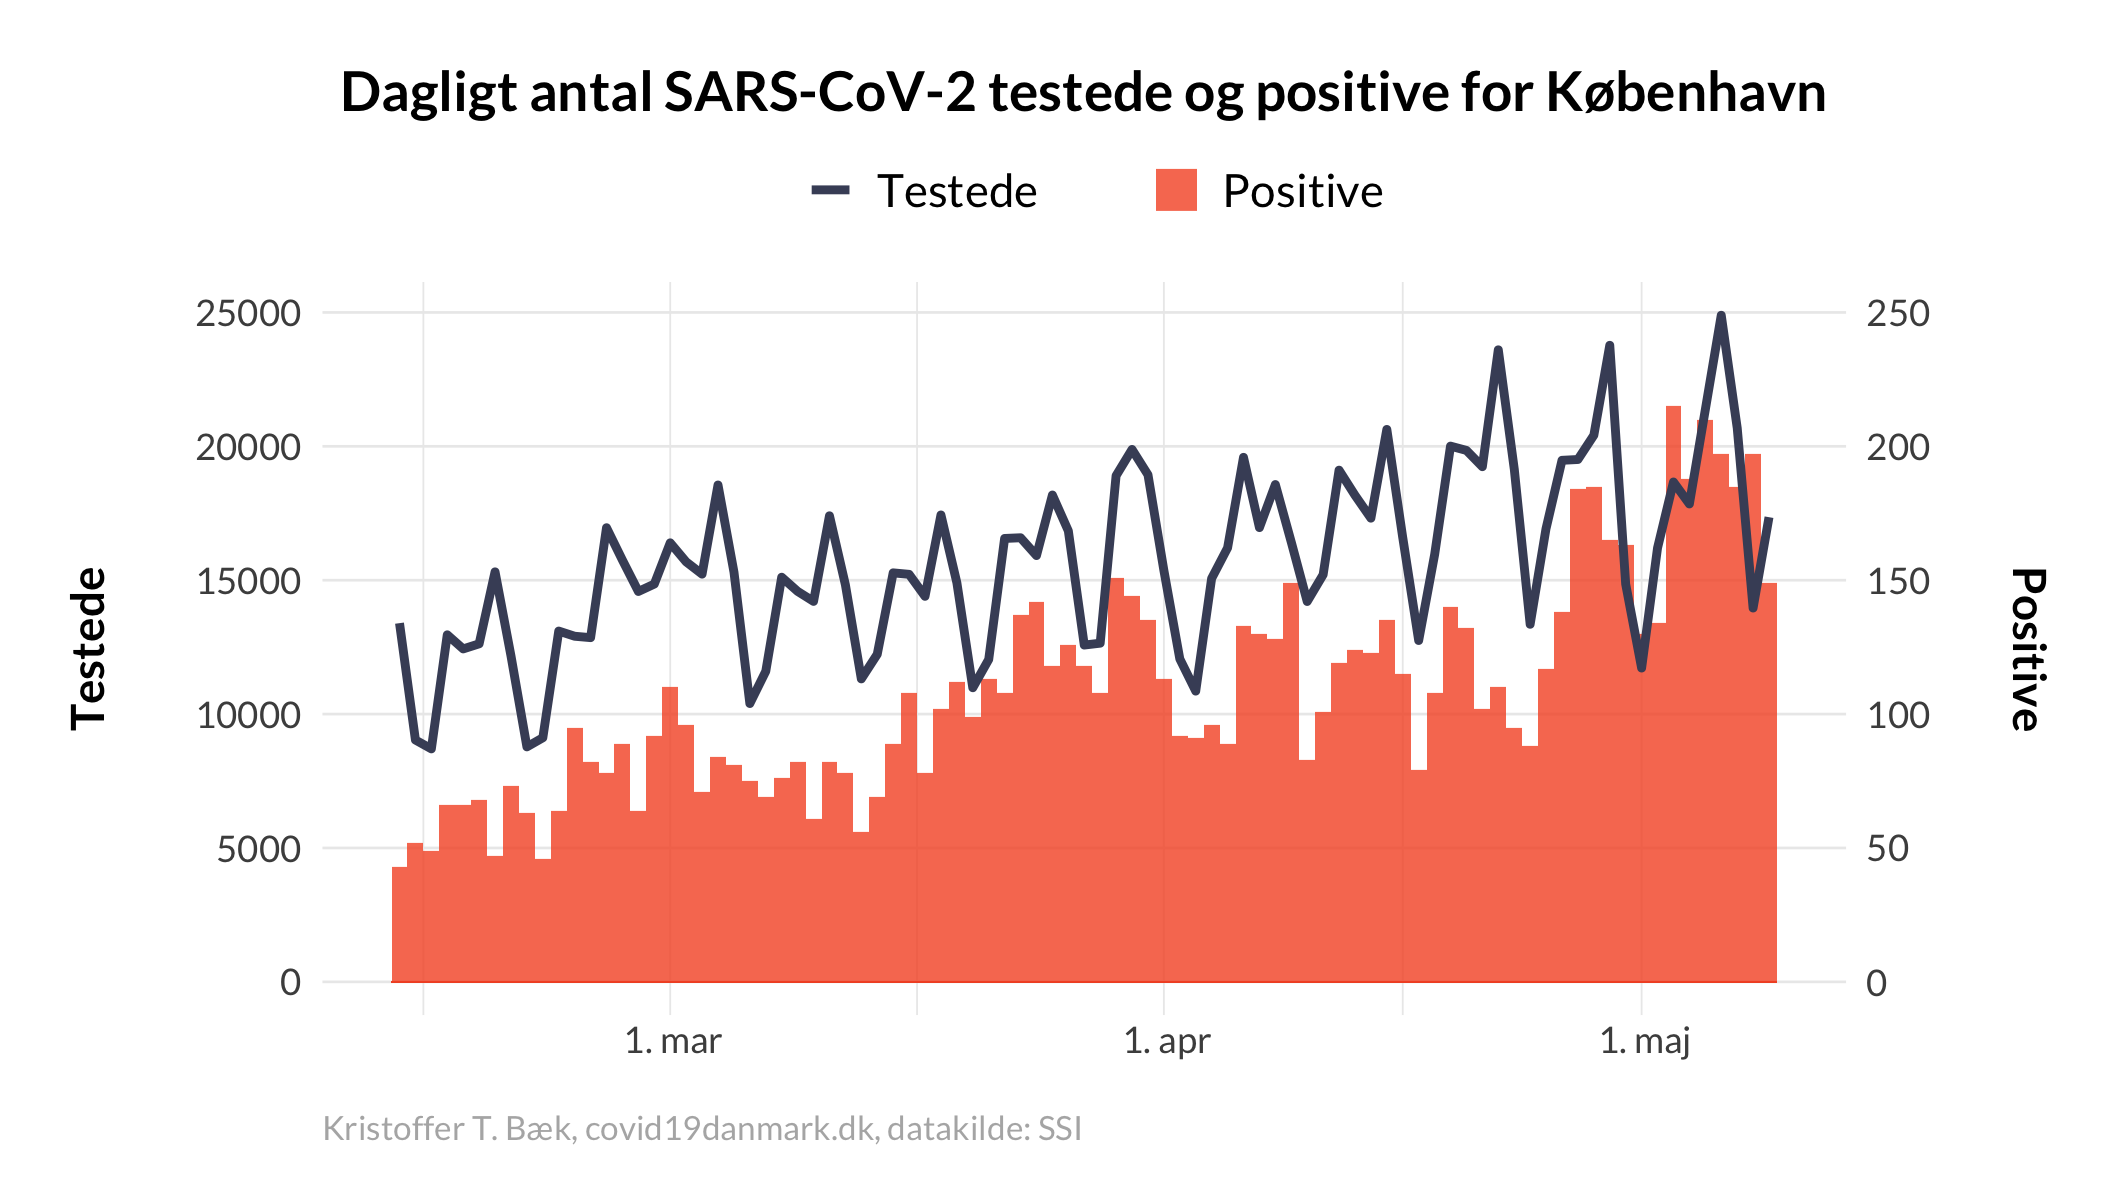 Dagligt antal SARS-CoV-2 testede og positive for København
Testede
Positive
25000
20000
15000
10000
5000
0
250
200
150
100
50
0
Testede
Positive
1. mar
1. apr
1. maj
Kristoffer T. Bæk, covid19danmark.dk, datakilde: SSI